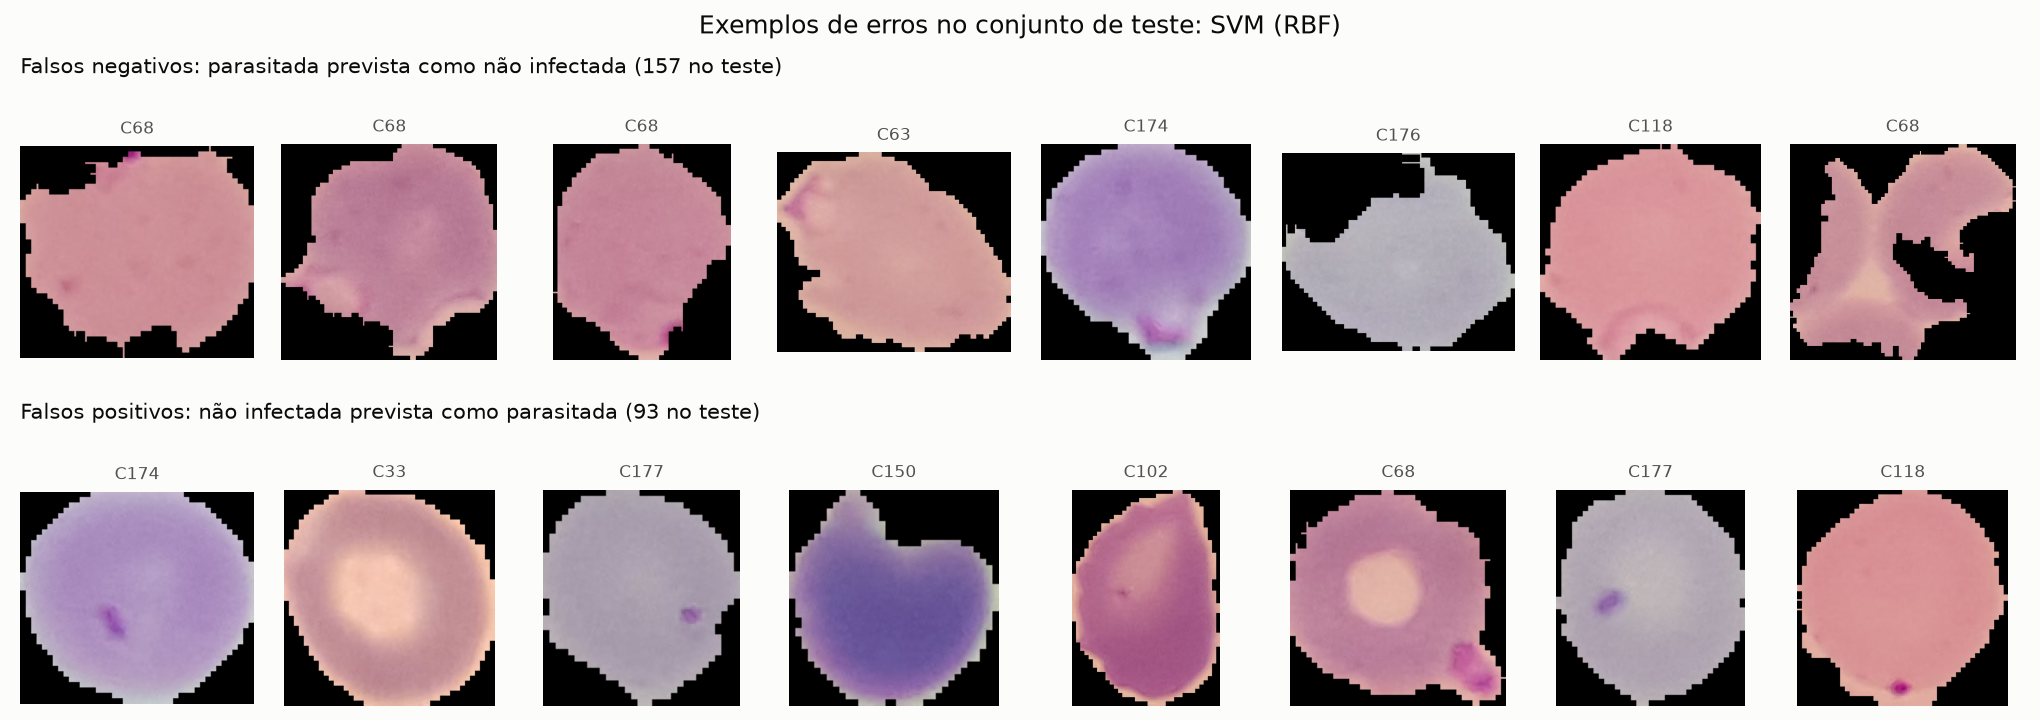 Exemplos de erros no conjunto de teste: SVM (RBF)
Falsos negativos: parasitada prevista como não infectada (157 no teste)
C68 C68 C68 C63 C174 C176 C118 C68
Falsos positivos: não infectada prevista como parasitada (93 no teste)
C174 C33 C177 C150 C102 C68 C177 C118